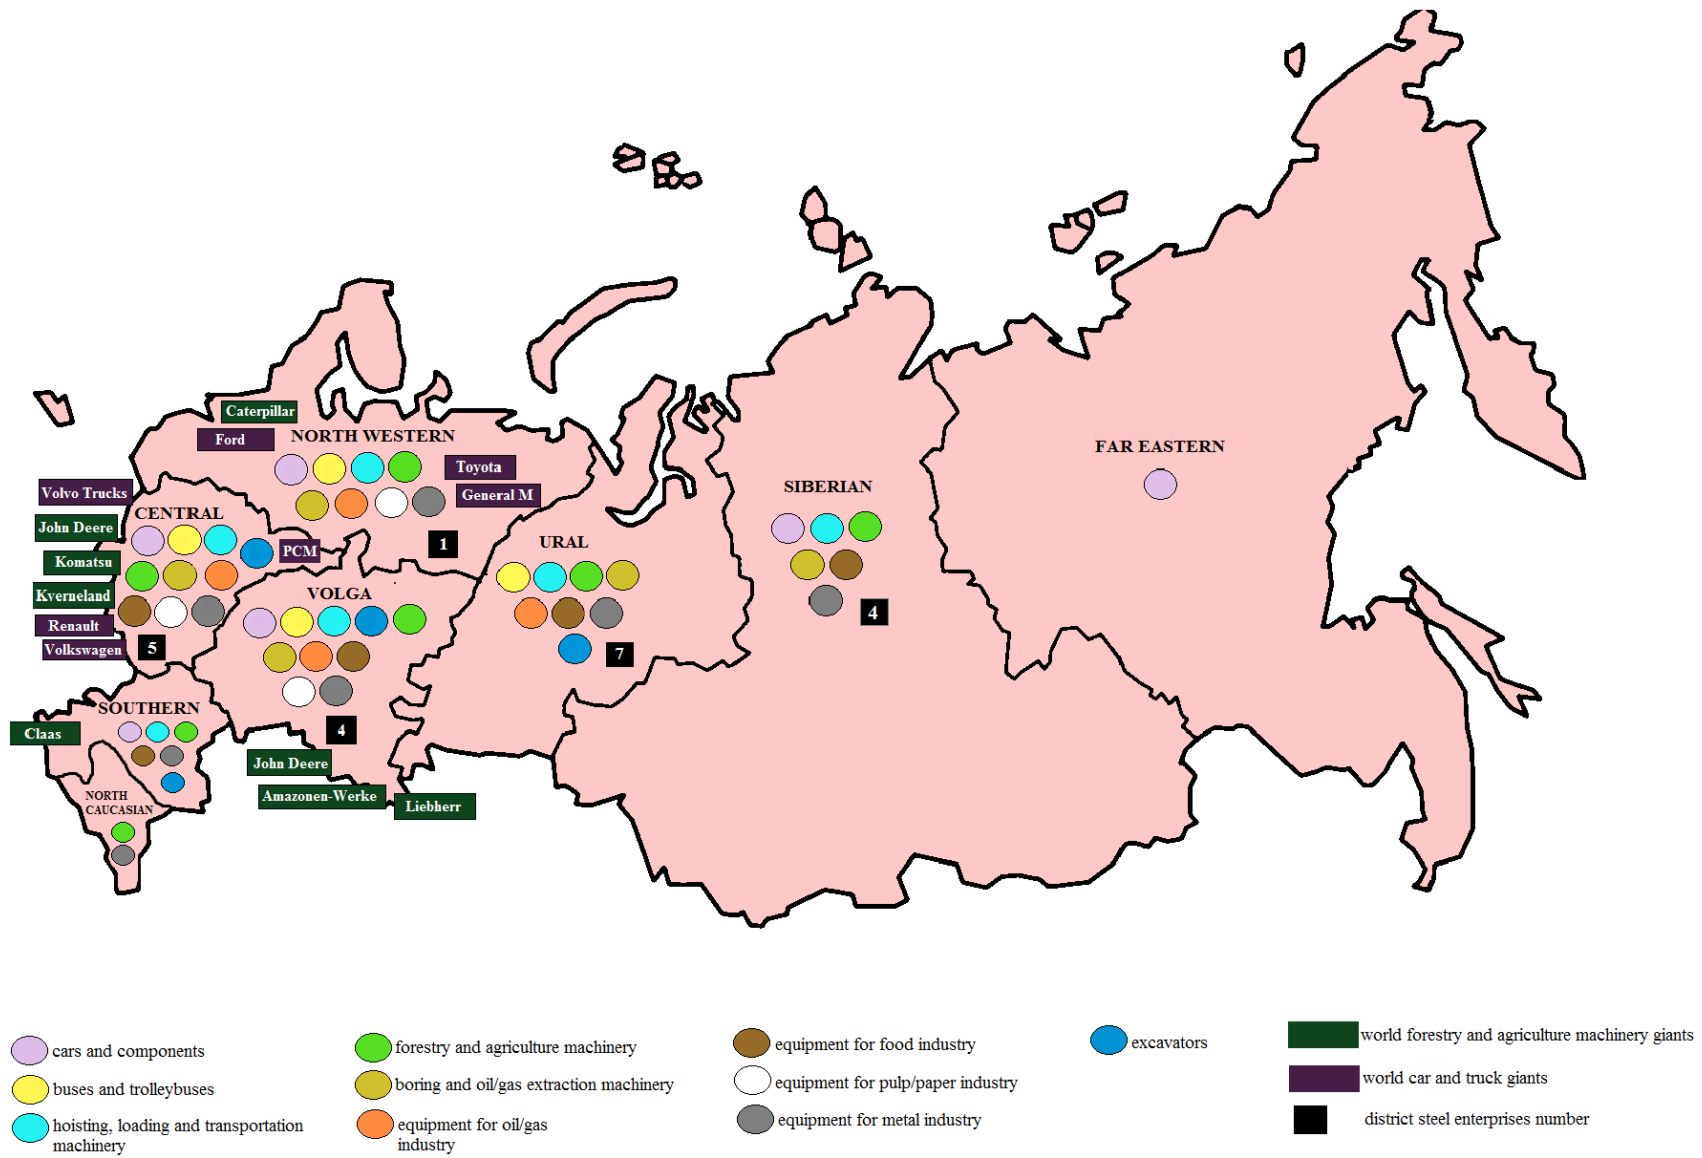 Caterpillar
Ford
NORTH WESTERN
FAR EASTERN
Toyota
Volvo Trucks
General M
SIBERIAN
CENTRAL
John Deere
PCM
1
URAL
Komatsu
Kverneland
VOLGA
4
Renault
Volkswagen
5
7
SOUTHERN
Claas
4
John Deere
NORTH
CAUCASIAN
Amazonen-Werke
Liebherr
cars and components
buses and trolleybuses
hoisting, loading and transportation
machinery
forestry and agriculture machinery
boring and oil/gas extraction machinery
equipment for oil/gas
industry
equipment for food industry
equipment for pulp/paper industry
equipment for metal industry
excavators
world forestry and agriculture machinery giants
world car and truck giants
district steel enterprises number